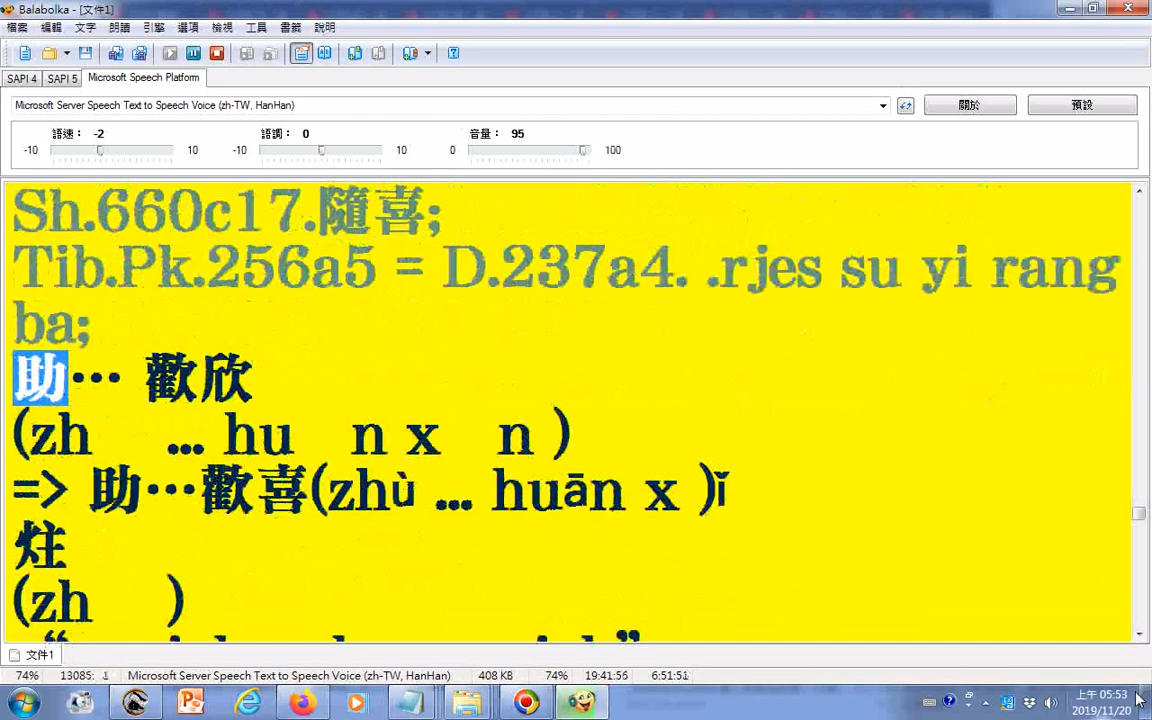 Balabolka - [文件1]
檔案 編輯 文字 朗讀 引擎 選項 檢視 工具 書籤 說明
SAPI 4 SAPI 5 Microsoft Speech Platform
Microsoft Server Speech Text to Speech Voice (zh-TW, HanHan) 關於 預設
語速： -2 語調： 0 音量： 95
-10 10 -10 10 0 100
Sh.660c17.隨喜;
Tib.Pk.256a5 = D.237a4. .rjes su yi rang
ba;
助… 歡欣
(zh ... hu n x n )
=> 助…歡喜(zhù ... huān x )ǐ
炷
(zh )
文件1
74% 13085: 1 Microsoft Server Speech Text to Speech Voice (zh-TW, HanHan) 408 KB 74% 19:41:56 6:51:51
上午 05:53
2019/11/20